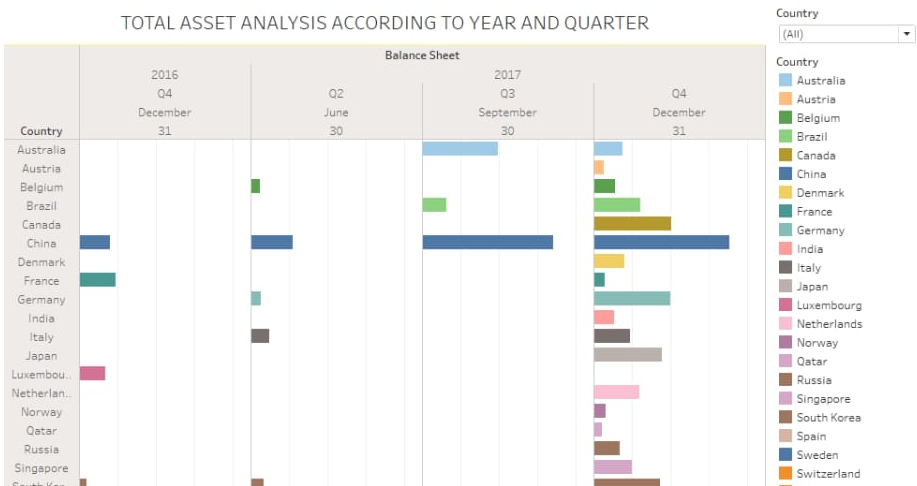 TOTAL ASSET ANALYSIS ACCORDING TO YEAR AND QUARTER
Balance Sheet
2016 2017
Q4 Q2 Q3 Q4
December June September December
Country 31 30 30 31
Australia
Austria
Belgium
Brazil
Canada
China
Denmark
France
Germany
India
Italy
Japan
Luxembou..
Netherlan..
Norway
Qatar
Russia
Singapore
South Kor..
Country
(All)
Country
Australia
Austria
Belgium
Brazil
Canada
China
Denmark
France
Germany
India
Italy
Japan
Luxembourg
Netherlands
Norway
Qatar
Russia
Singapore
South Korea
Spain
Sweden
Switzerland